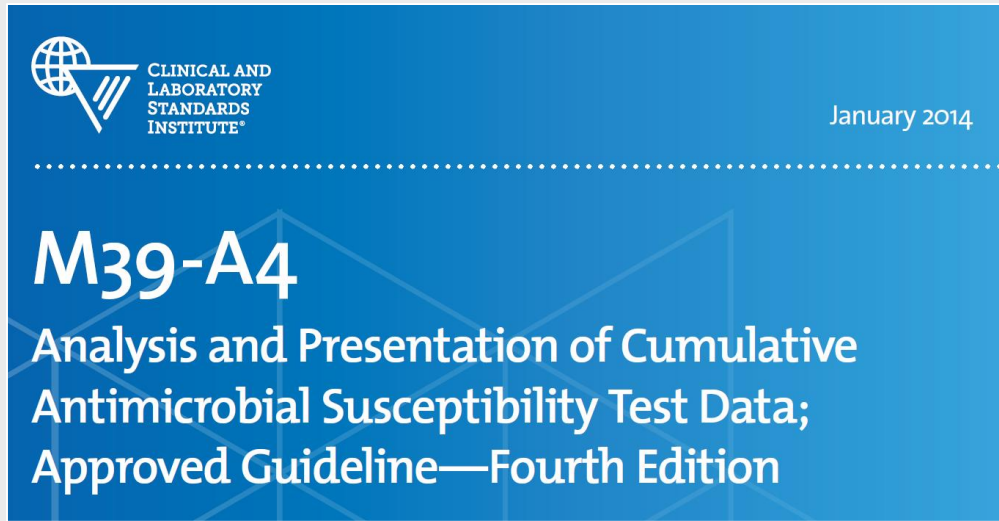 CLINICAL AND
LABORATORY
STANDARDS
INSTITUTE®
January 2014
M39-A4
Analysis and Presentation of Cumulative
Antimicrobial Susceptibility Test Data;
Approved Guideline—Fourth Edition